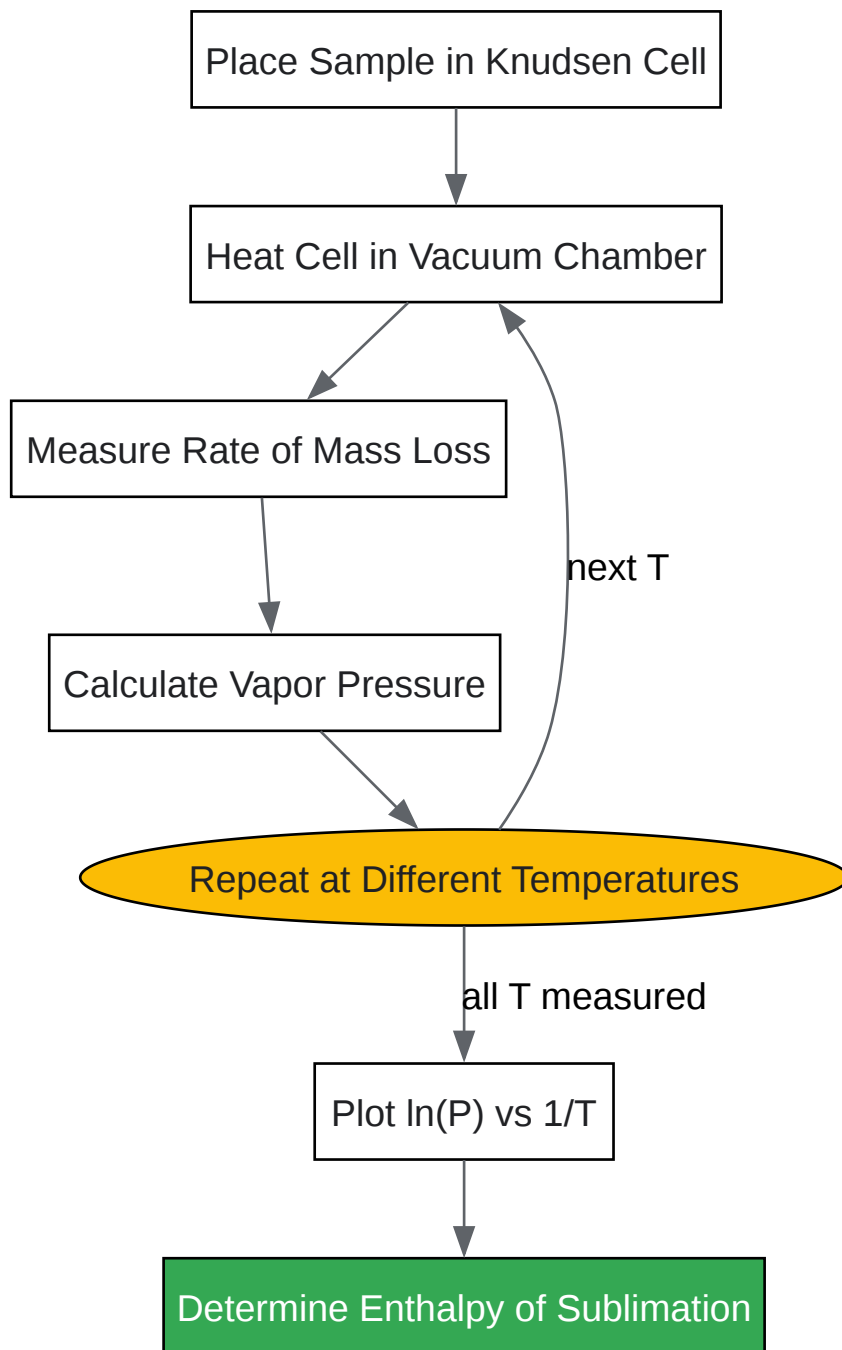 Place Sample in Knudsen Cell
Heat Cell in Vacuum Chamber
Measure Rate of Mass Loss
next T
Calculate Vapor Pressure
Repeat at Different Temperatures
all T measured
Plot ln(P) vs 1/T
Determine Enthalpy of Sublimation